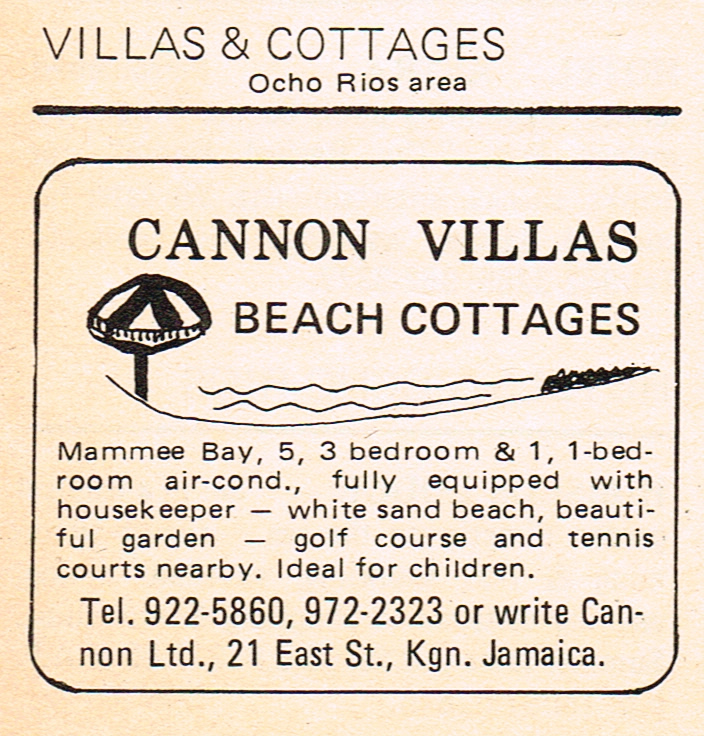 VILLAS & COTTAGES
Ocho Rios area
CANNON VILLAS
BEACH COTTAGES
Mammee Bay, 5, 3 bedroom & 1, 1-bed-
room air-cond., fully equipped with
housekeeper — white sand beach, beauti-
ful garden — golf course and tennis
courts nearby. Ideal for children.
Tel. 922-5860, 972-2323 or write Can-
non Ltd., 21 East St., Kgn. Jamaica.